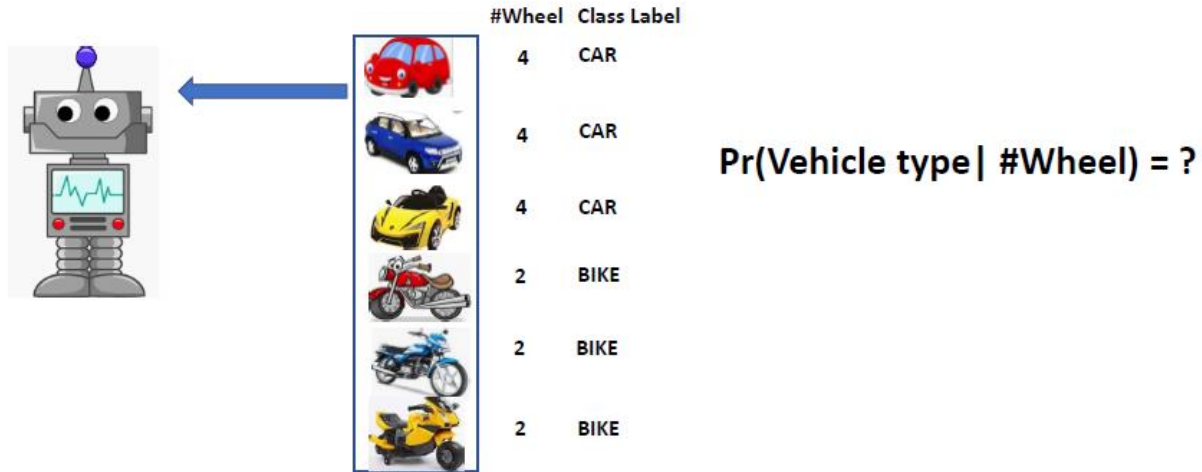 #Wheel Class Label
4 CAR
4 CAR
Pr(Vehicle type| #Wheel) = ?
4 CAR
2 BIKE
2 BIKE
2 BIKE